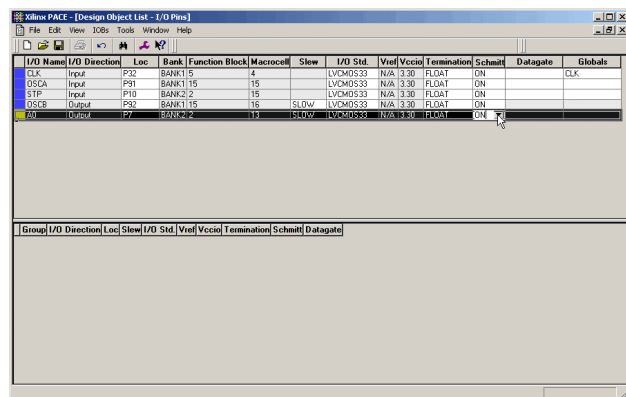 Xilinx PACE - [Design Object List - I/O Pins]
File Edit View IOBs Tools Window Help
I/O Name I/O Direction Loc Bank Function Block Macrocell Slew I/O Std. Vref Vccio Termination Schmitt Datagate Globals
CLK Input P32 BANK1 5 4 LVCMOS33 N/A 3.30 FLOAT ON CLK
OSCA Input P91 BANK1 15 15 LVCMOS33 N/A 3.30 FLOAT ON
STP Input P10 BANK2 2 15 LVCMOS33 N/A 3.30 FLOAT ON
OSCB Output P92 BANK1 15 16 SLOW LVCMOS33 N/A 3.30 FLOAT ON
A0 Output P7 BANK2 2 13 SLOW LVCMOS33 N/A 3.30 FLOAT ON
Group I/O Direction Loc Slew I/O Std. Vref Vccio Termination Schmitt Datagate